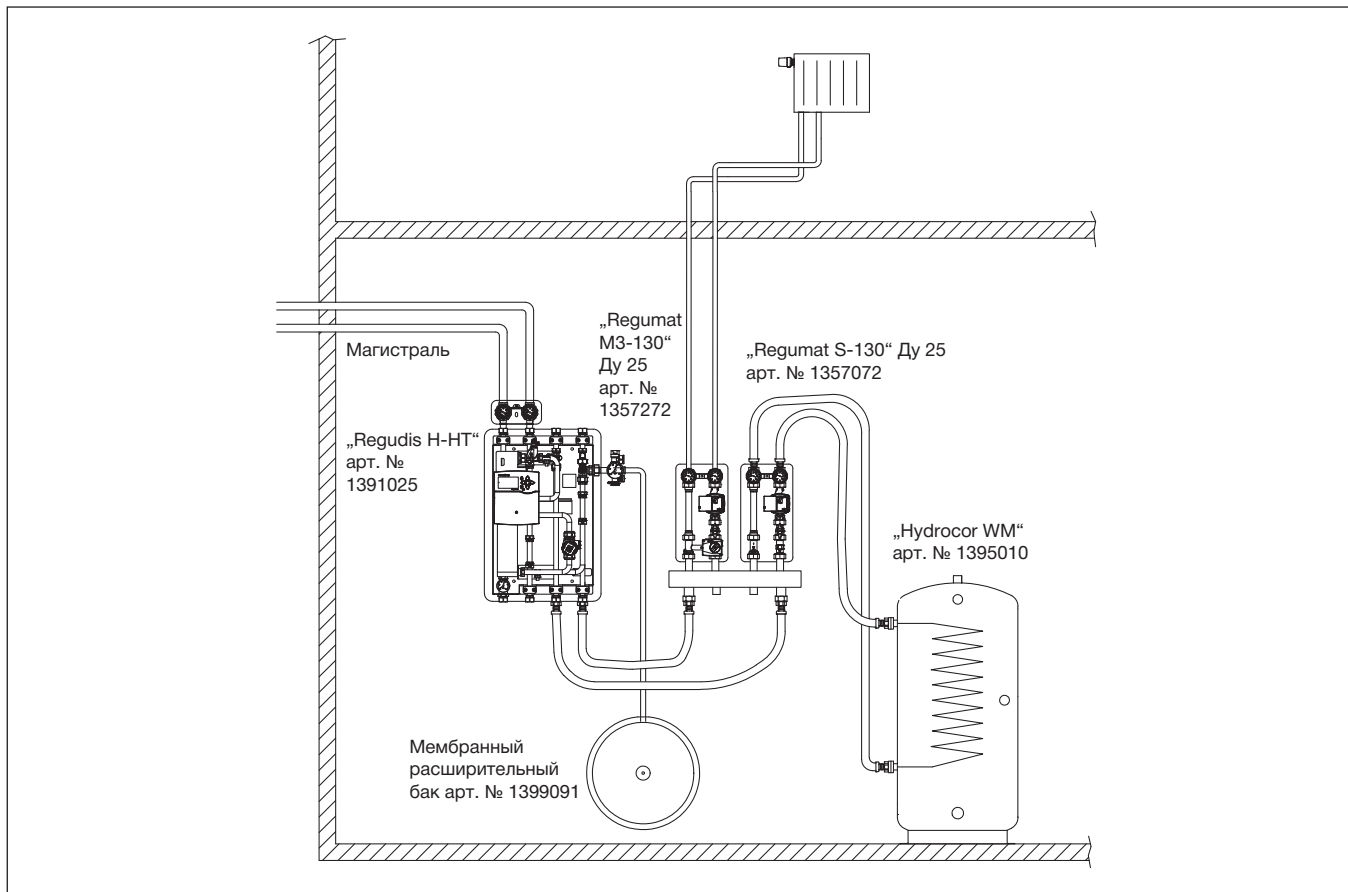 Магистраль
„Regudis H-HT“
арт. №
1391025
„Regumat
M3-130“
Ду 25
арт. №
1357272
„Regumat S-130“ Ду 25
арт. № 1357072
„Hydrocor WM“
арт. № 1395010
Мембранный
расширительный
бак арт. № 1399091